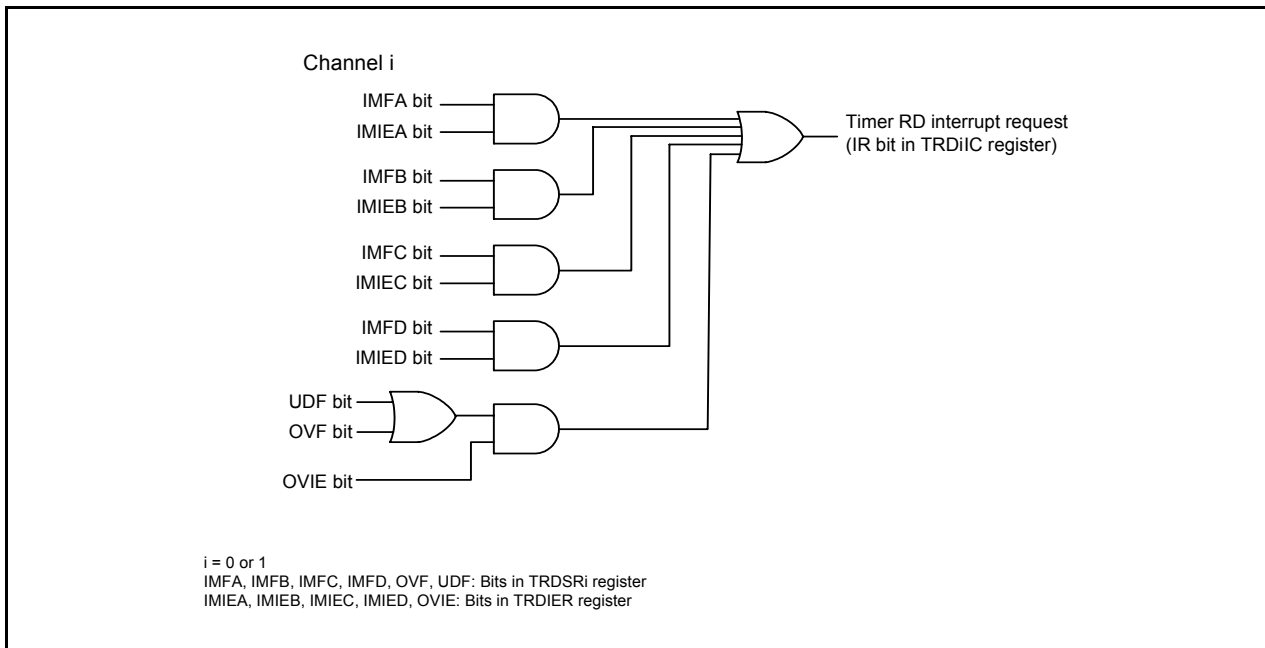 Channel i
IMFA bit
IMIEA bit
IMFB bit
IMIEB bit
IMFC bit
IMIEC bit
IMFD bit
IMIED bit
UDF bit
OVF bit
OVIE bit
Timer RD interrupt request
(IR bit in TRDiIC register)
i = 0 or 1
IMFA, IMFB, IMFC, IMFD, OVF, UDF: Bits in TRDSRi register
IMIEA, IMIEB, IMIEC, IMIED, OVIE: Bits in TRDIER register